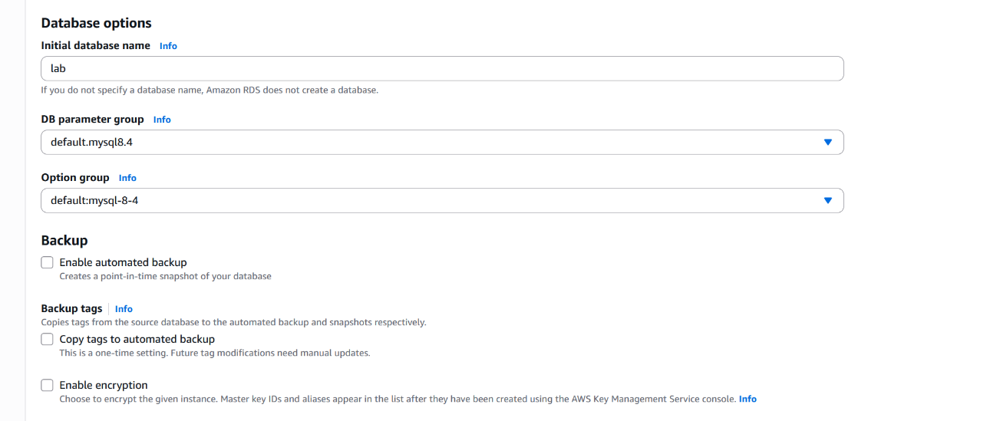 Database options
Initial database name Info
lab
If you do not specify a database name, Amazon RDS does not create a database.
DB parameter group Info
default.mysql8.4
Option group Info
default:mysql-8-4
Backup
Enable automated backup
Creates a point-in-time snapshot of your database
Backup tags Info
Copies tags from the source database to the automated backup and snapshots respectively.
Copy tags to automated backup
This is a one-time setting. Future tag modifications need manual updates.
Enable encryption
Choose to encrypt the given instance. Master key IDs and aliases appear in the list after they have been created using the AWS Key Management Service console. Info